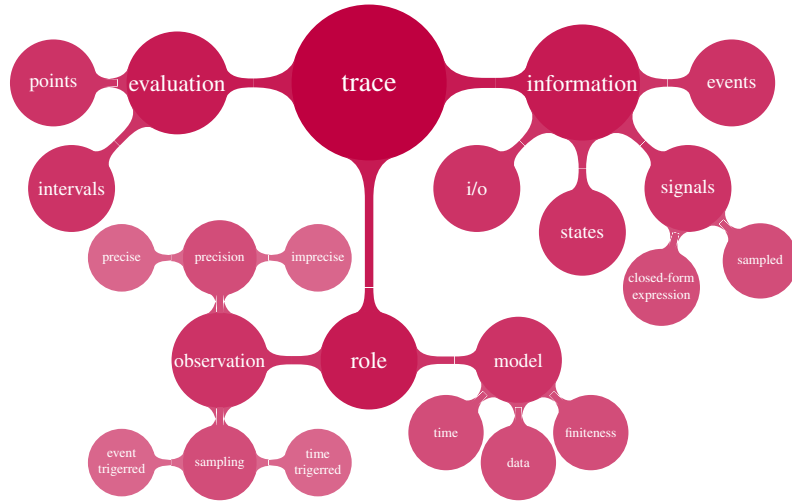 trace
evaluation
points
intervals
information
events
i/o
states
signals
closed-form
expression
sampled
role
observation
precision
precise
imprecise
sampling
event
trigerred
time
trigerred
model
time
data
finiteness